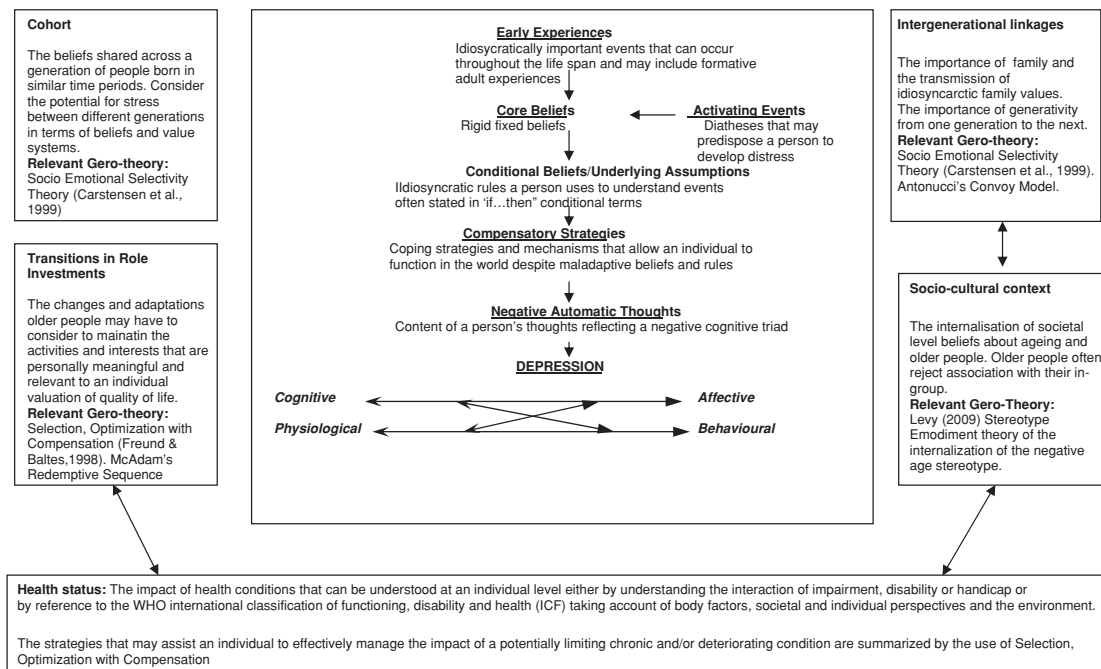 Cohort
The beliefs shared across a
generation of people born in
similar time periods. Consider
the potential for stress
between different generations
in terms of beliefs and value
systems.
Relevant Gero-theory:
Socio Emotional Selectivity
Theory (Carstensen et al.,
1999)
Transitions in Role
Investments
The changes and adaptations
older people may have to
consider to mainatin the
activities and interests that are
personally meaningful and
relevant to an individual
valuation of quality of life.
Relevant Gero-theory:
Selection, Optimization with
Compensation (Freund &
Baltes,1998). McAdam's
Redemptive Sequence
Early Experiences
Idiosycratically important events that can occur
throughout the life span and may include formative
adult experiences
Core Beliefs
Rigid fixed beliefs
Activating Events
Diatheses that may
predispose a person to
develop distress
Conditional Beliefs/Underlying Assumptions
IIdiosyncratic rules a person uses to understand events
often stated in 'if...then" conditional terms
Compensatory Strategies
Coping strategies and mechanisms that allow an individual to
function in the world despite maladaptive beliefs and rules
Negative Automatic Thoughts
Content of a person's thoughts reflecting a negative cognitive triad
DEPRESSION
Cognitive
Affective
Physiological
Behavioural
Intergenerational linkages
The importance of family and
the transmission of
idiosyncarctic family values.
The importance of generativity
from one generation to the next.
Relevant Gero-theory:
Socio Emotional Selectivity
Theory (Carstensen et al., 1999).
Antonucci's Convoy Model.
Socio-cultural context
The internalisation of societal
level beliefs about ageing and
older people. Older people often
reject association with their in-
group.
Relevant Gero-Theory:
Levy (2009) Stereotype
Emodiment theory of the
internalization of the negative
age stereotype.
Health status: The impact of health conditions that can be understood at an individual level either by understanding the interaction of impairment, disability or handicap or
by reference to the WHO international classification of functioning, disability and health (ICF) taking account of body factors, societal and individual perspectives and the environment.
The strategies that may assist an individual to effectively manage the impact of a potentially limiting chronic and/or deteriorating condition are summarized by the use of Selection,
Optimization with Compensation